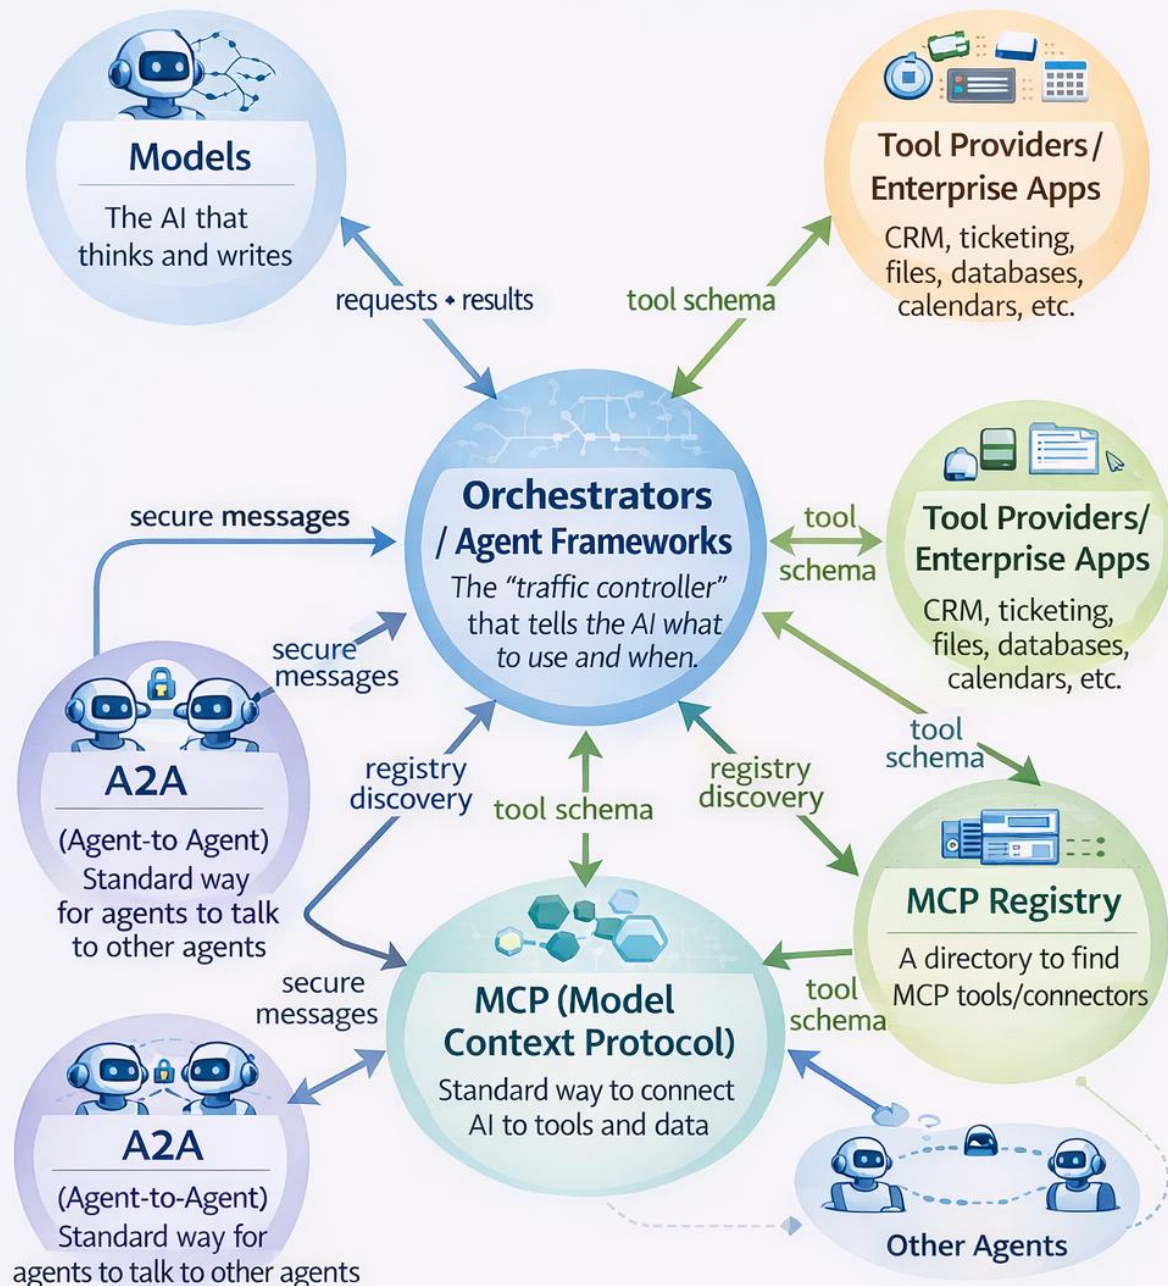 Models
The AI that
thinks and writes
Tool Providers/
Enterprise Apps
CRM, ticketing,
files, databases,
calendars, etc.
requests • results
tool schema
Orchestrators
/ Agent Frameworks
The “traffic controller”
that tells the AI what
to use and when.
secure messages
tool
schema
Tool Providers/
Enterprise Apps
CRM, ticketing,
files, databases,
calendars, etc.
secure
messages
A2A
(Agent-to Agent)
Standard way
for agents to talk
to other agents
registry
discovery
tool schema
registry
discovery
tool
schema
MCP Registry
A directory to find
MCP tools/connectors
secure
messages
MCP (Model
Context Protocol)
Standard way to connect
AI to tools and data
tool
schema
A2A
(Agent-to-Agent)
Standard way for
agents to talk to other agents
Other Agents